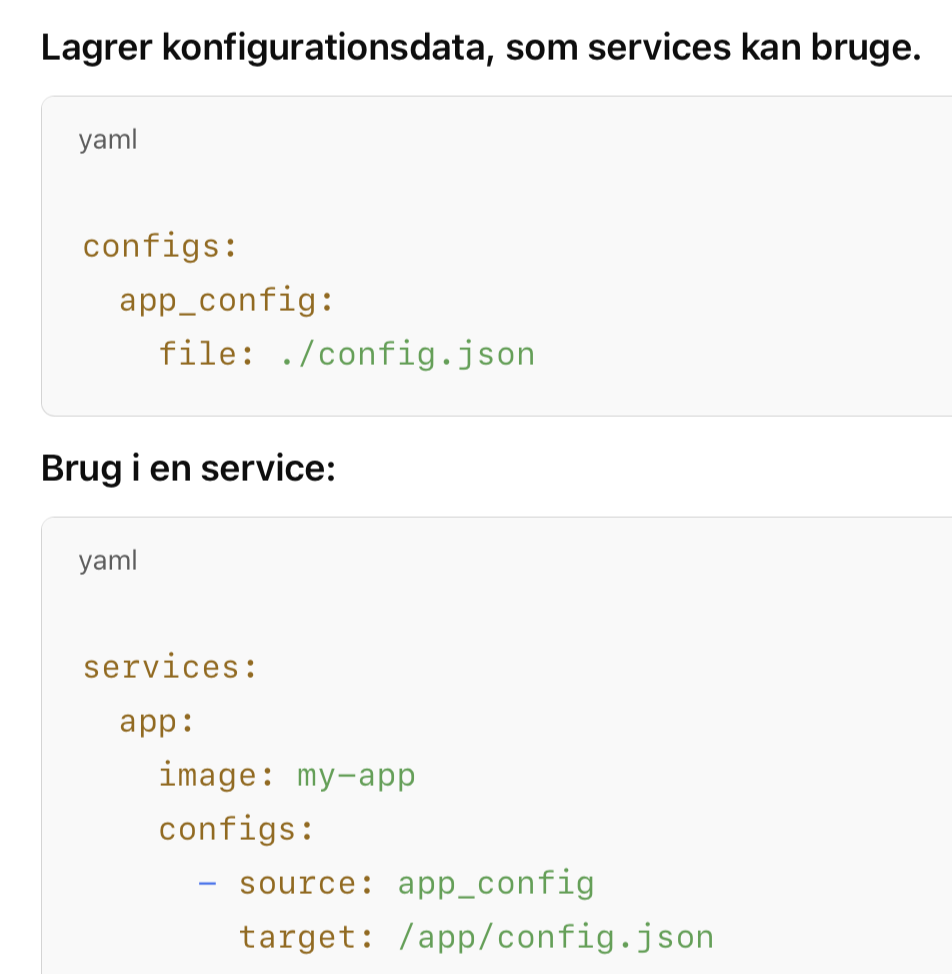 Lagrer konfigurationsdata, som services kan bruge.
yaml
configs:
  app_config:
    file: ./config.json
Brug i en service:
yaml
services:
  app:
    image: my-app
    configs:
      - source: app_config
        target: /app/config.json